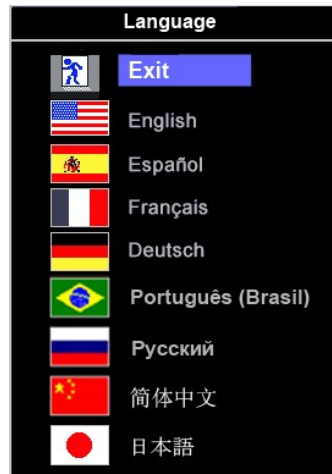 Language
Exit
English
Español
Français
Deutsch
Português (Brasil)
Русский
简体中文
日本語